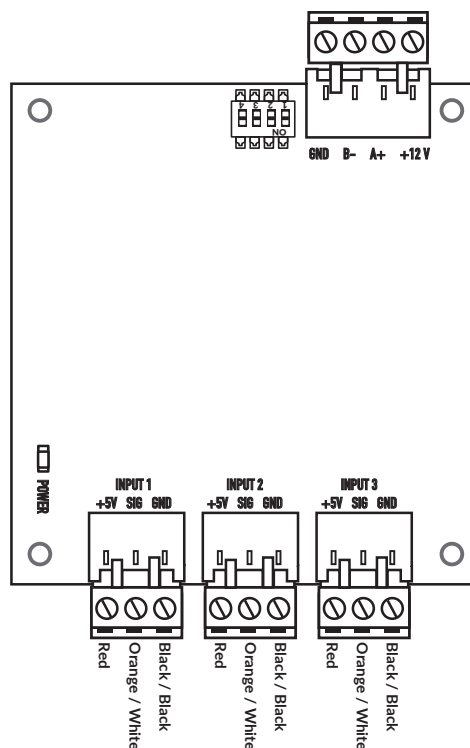 4 3 2 1
ON
GND B- A+ +12 V
POWER
INPUT 1
+5V SIG GND
INPUT 2
+5V SIG GND
INPUT 3
+5V SIG GND
Red
Orange / White
Black / Black
Red
Orange / White
Black / Black
Red
Orange / White
Black / Black